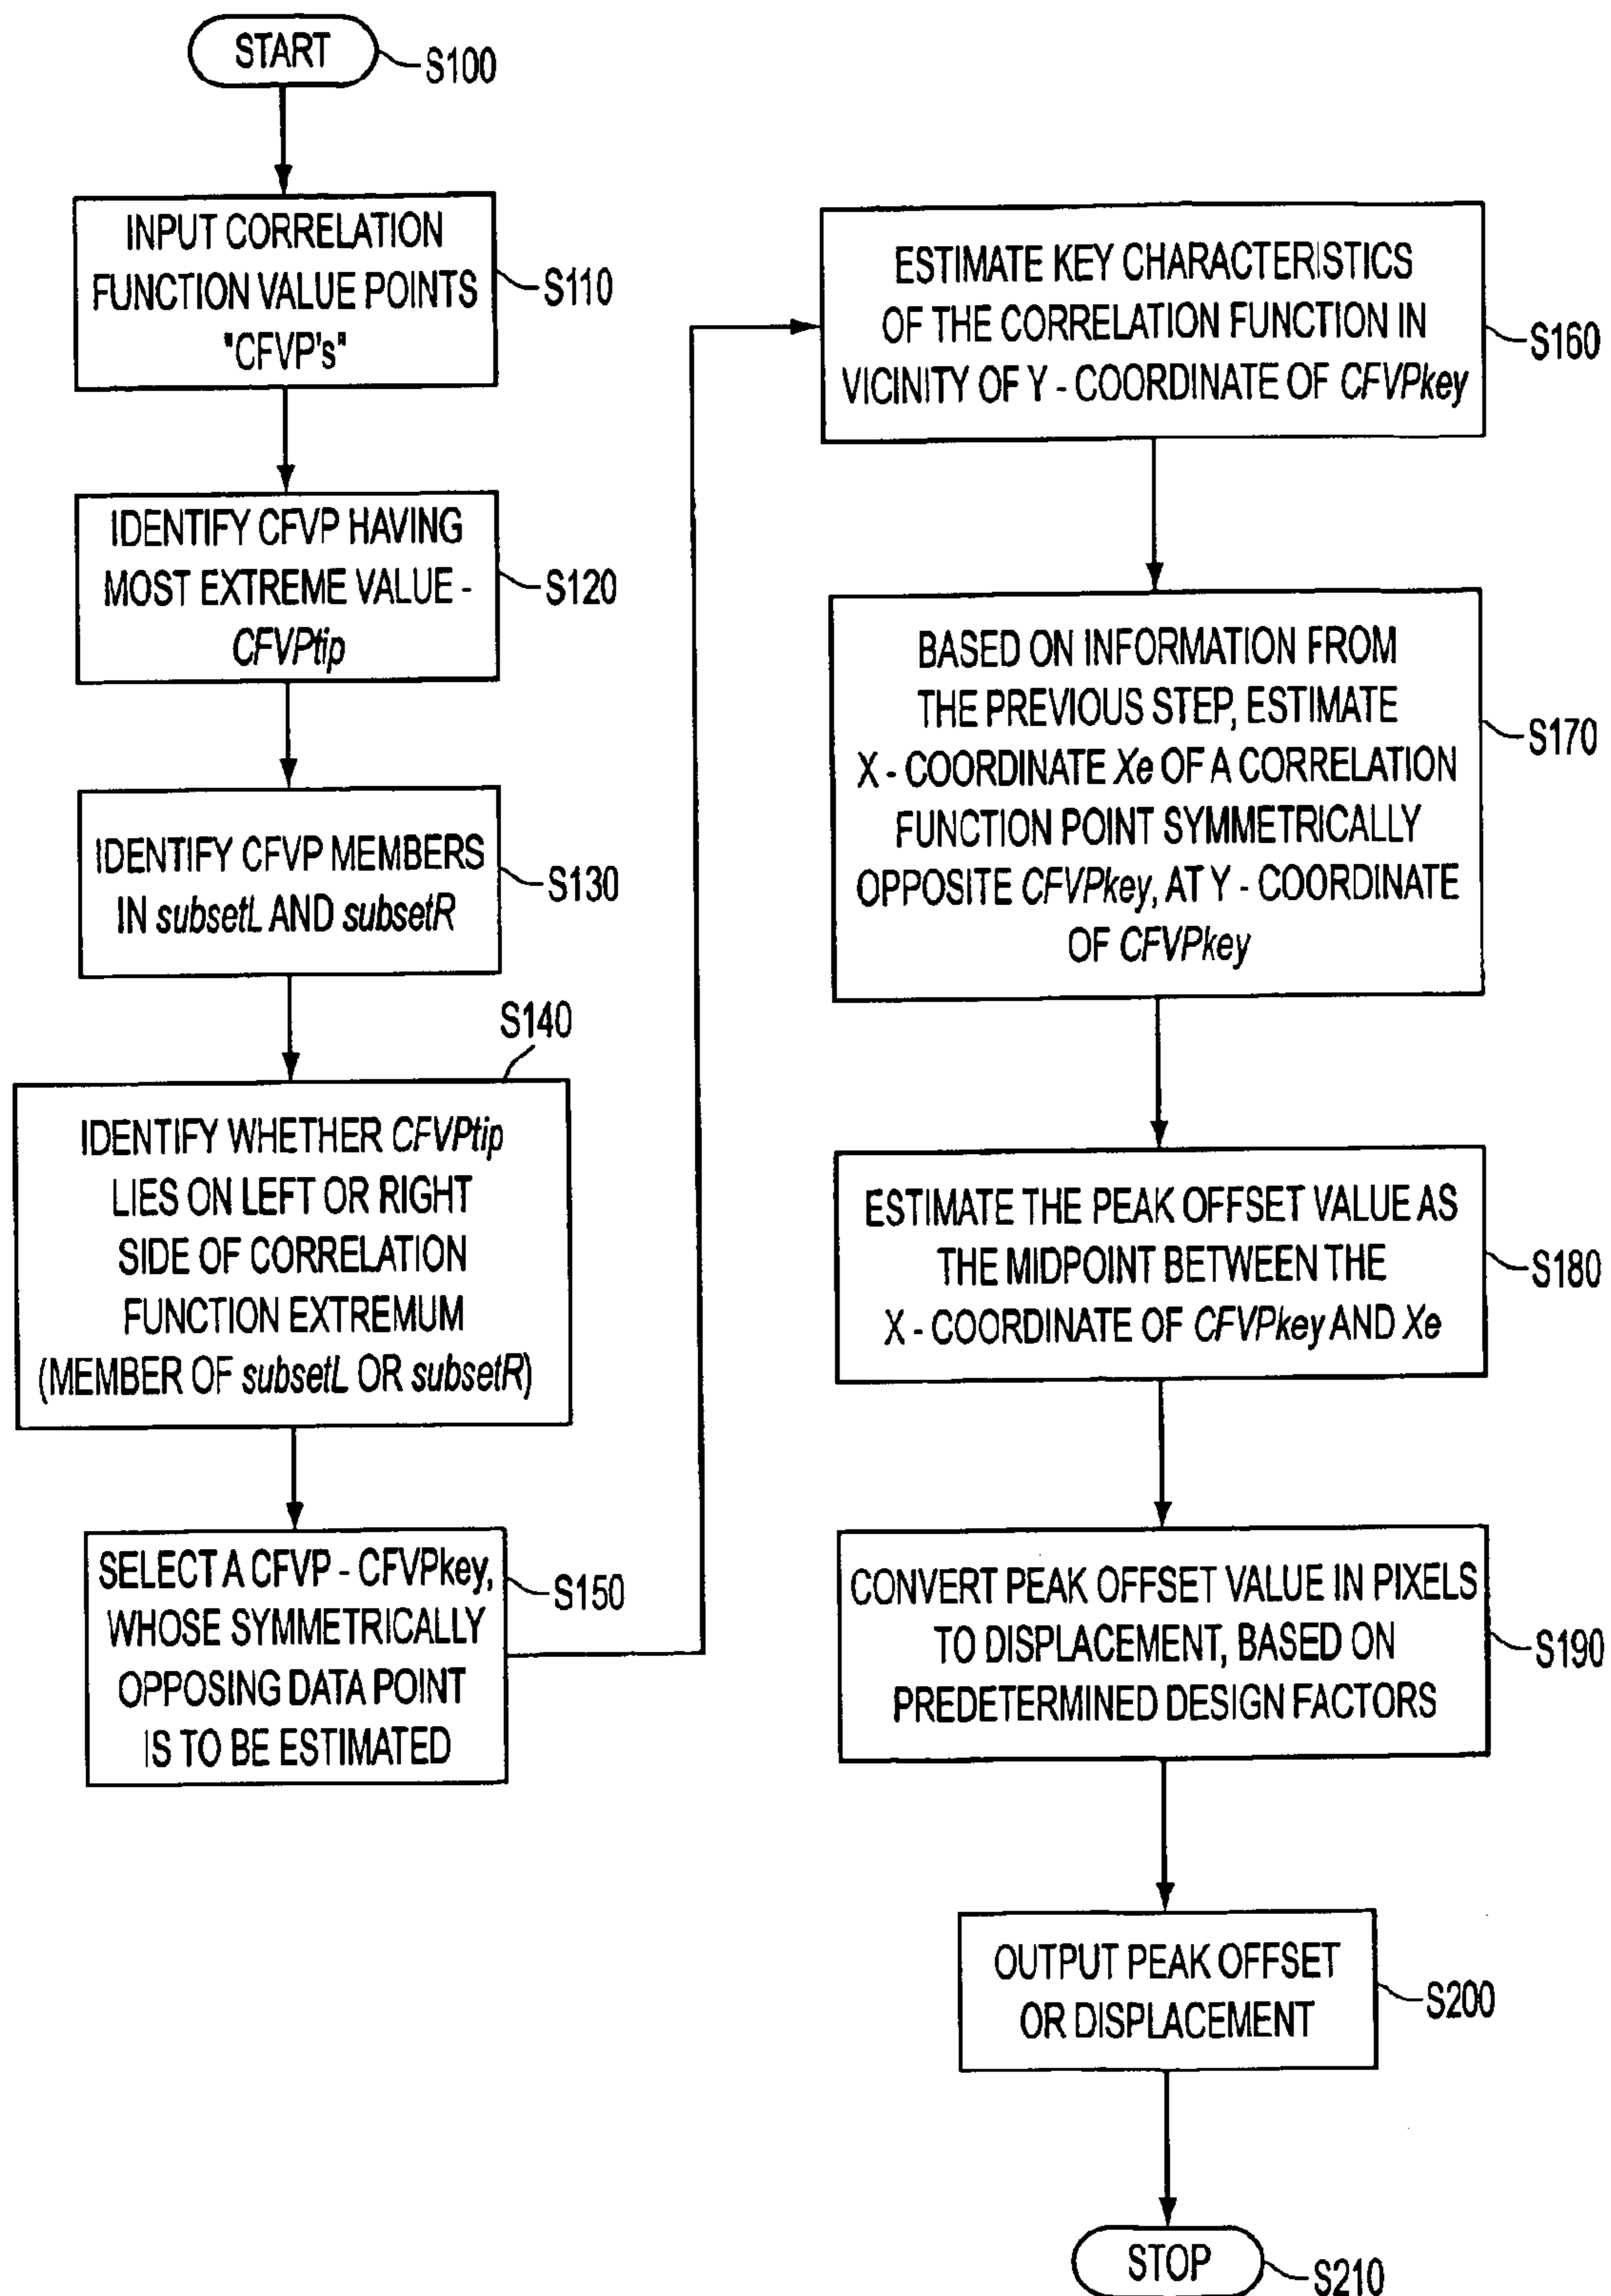 START
S100
INPUT CORRELATION
FUNCTION VALUE POINTS
"CFVP's"
S110
IDENTIFY CFVP HAVING
MOST EXTREME VALUE -
CFVPtip
S120
IDENTIFY CFVP MEMBERS
IN subsetL AND subsetR
S130
S140
IDENTIFY WHETHER CFVPtip
LIES ON LEFT OR RIGHT
SIDE OF CORRELATION
FUNCTION EXTREMUM
(MEMBER OF subsetL OR subsetR)
SELECT A CFVP - CFVPkey,
WHOSE SYMMETRICALLY
OPPOSING DATA POINT
IS TO BE ESTIMATED
S150
ESTIMATE KEY CHARACTERISTICS
OF THE CORRELATION FUNCTION IN
VICINITY OF Y - COORDINATE OF CFVPkey
S160
BASED ON INFORMATION FROM
THE PREVIOUS STEP, ESTIMATE
X - COORDINATE Xe OF A CORRELATION
FUNCTION POINT SYMMETRICALLY
OPPOSITE CFVPkey, AT Y - COORDINATE
OF CFVPkey
S170
ESTIMATE THE PEAK OFFSET VALUE AS
THE MIDPOINT BETWEEN THE
X - COORDINATE OF CFVPkey AND Xe
S180
CONVERT PEAK OFFSET VALUE IN PIXELS
TO DISPLACEMENT, BASED ON
PREDETERMINED DESIGN FACTORS
S190
OUTPUT PEAK OFFSET
OR DISPLACEMENT
S200
STOP
S210